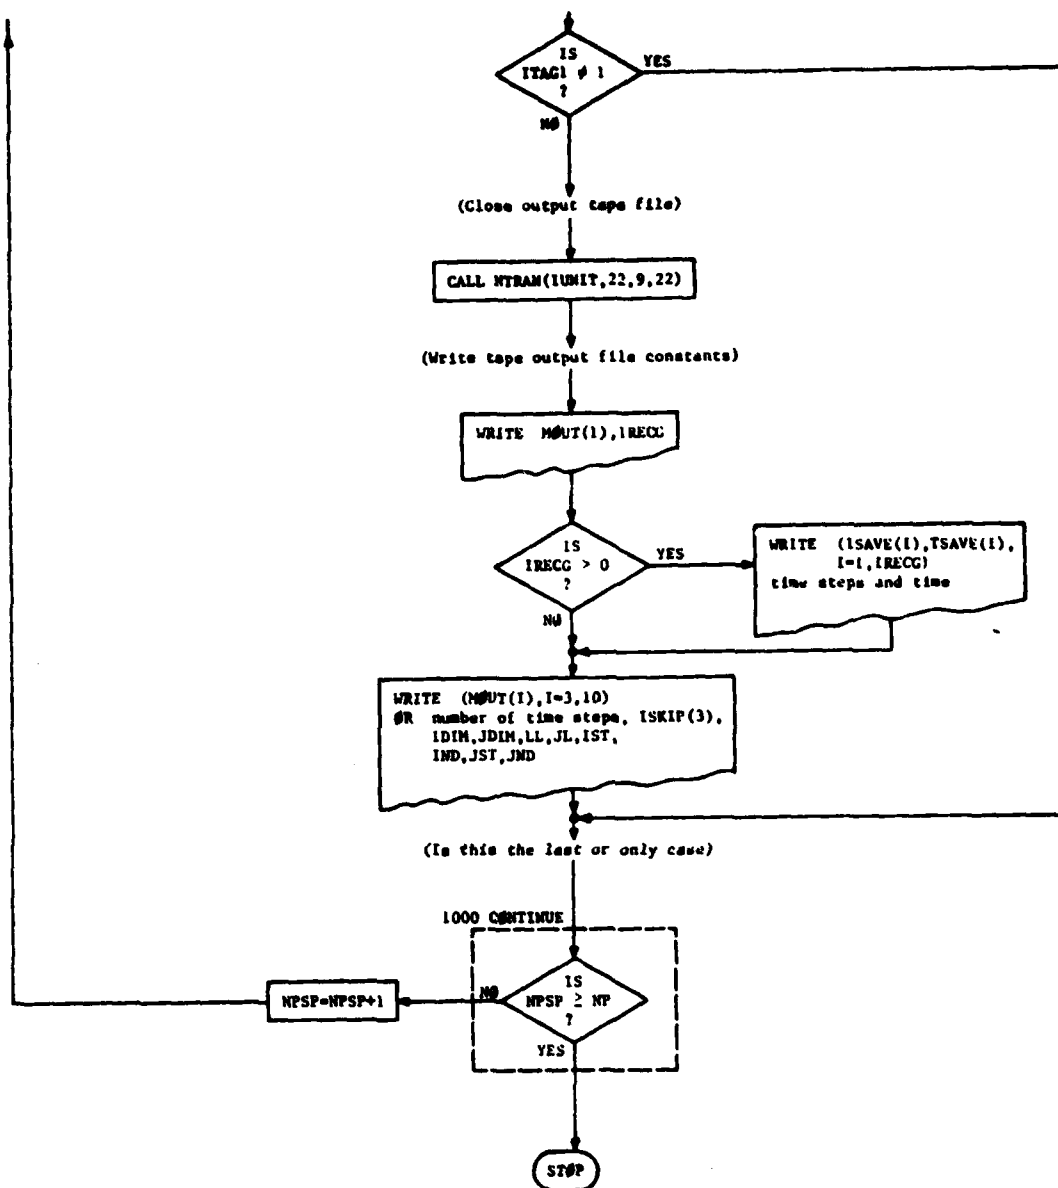 IS
ITAG1 ≠ 1
?
YES
NØ
(Close output tape file)
CALL NTRAN(IUNIT,22,9,22)
(Write tape output file constants)
WRITE MØUT(1),IRECG
IS
IRECG > 0
?
YES
NØ
WRITE (ISAVE(I),TSAVE(I),
I=1,IRECG)
time steps and time
WRITE (MØUT(I),I=3,10)
ØR number of time steps, ISKIP(3),
IDIM,JDIM,LL,JL,IST,
IND,JST,JND
(Is this the last or only case)
1000 CØNTINUE
IS
NPSP ≥ NP
?
NØ
NPSP=NPSP+1
YES
STØP